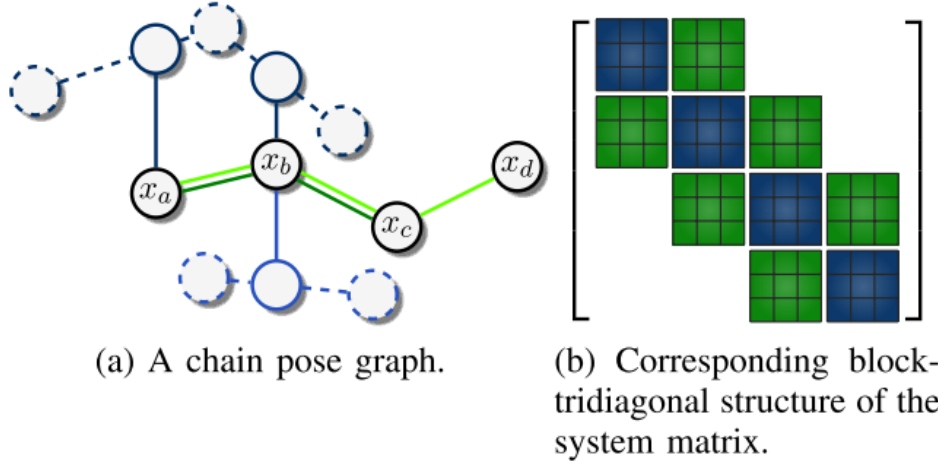 x_a
x_b
x_c
x_d
(a) A chain pose graph.
(b) Corresponding block-
tridiagonal structure of the
system matrix.